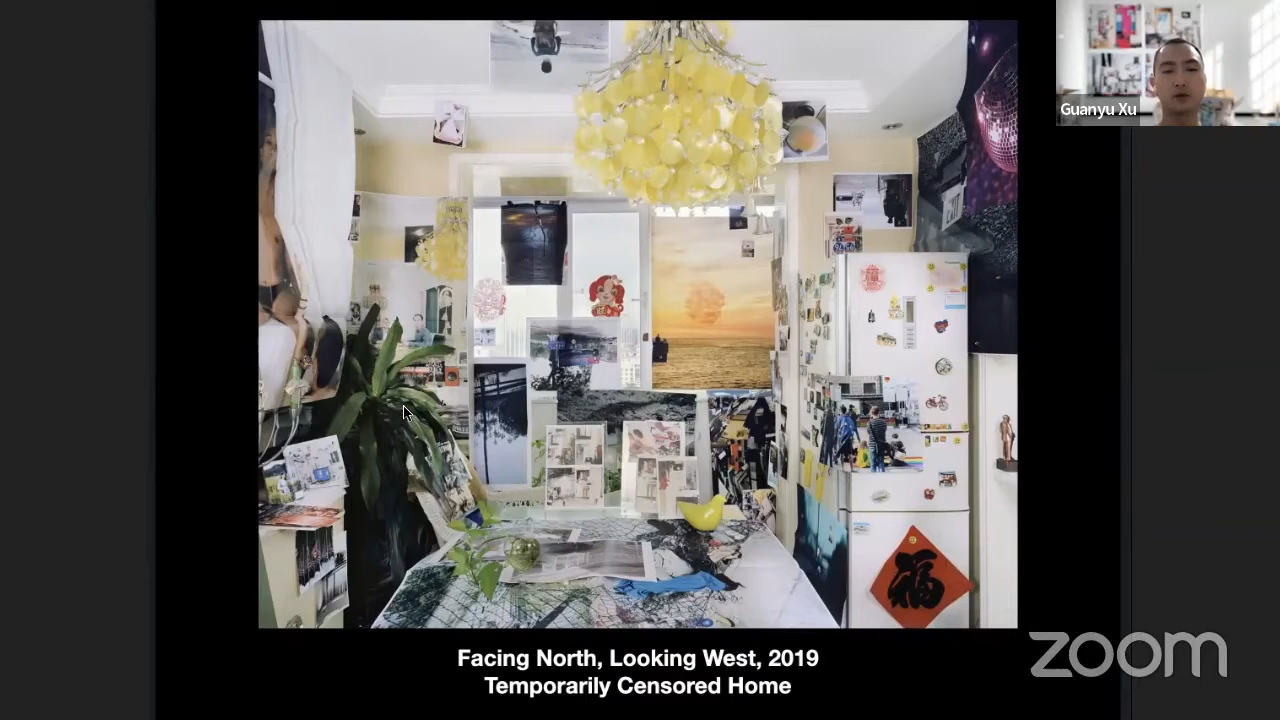 Guanyu Xu
福
Facing North, Looking West, 2019
Temporarily Censored Home
zoom